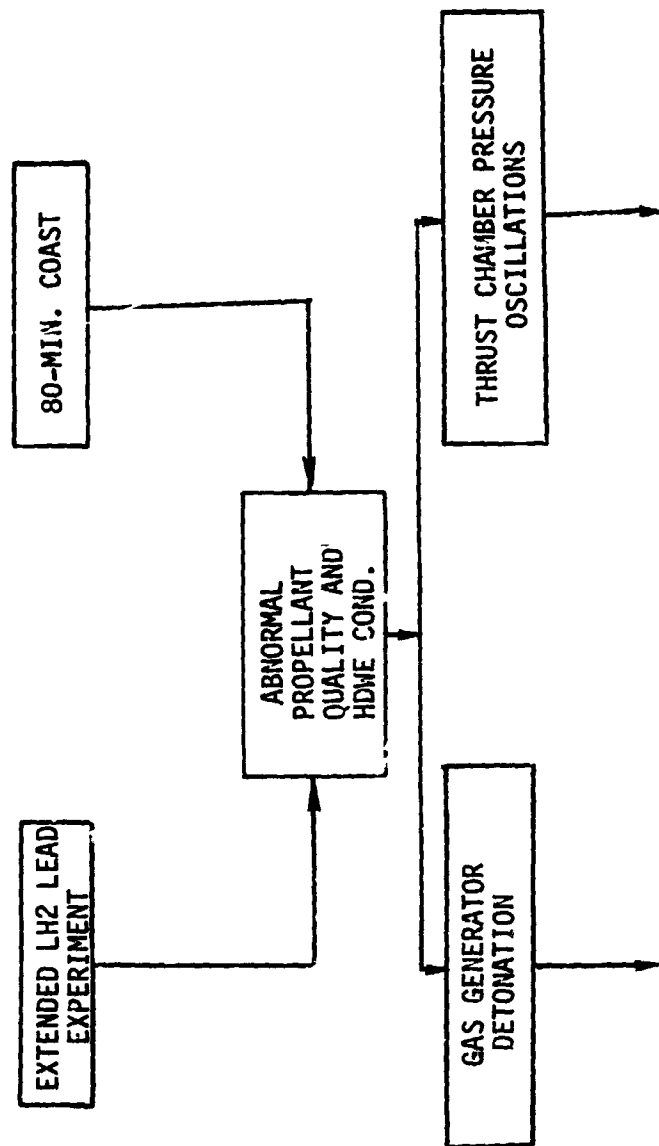 EXTENDED LH2 LEAD
EXPERIMENT
80-MIN. COAST
ABNORMAL
PROPELLANT
QUALITY AND
HDWE COND.
GAS GENERATOR
DETONATION
THRUST CHAMBER PRESSURE
OSCILLATIONS